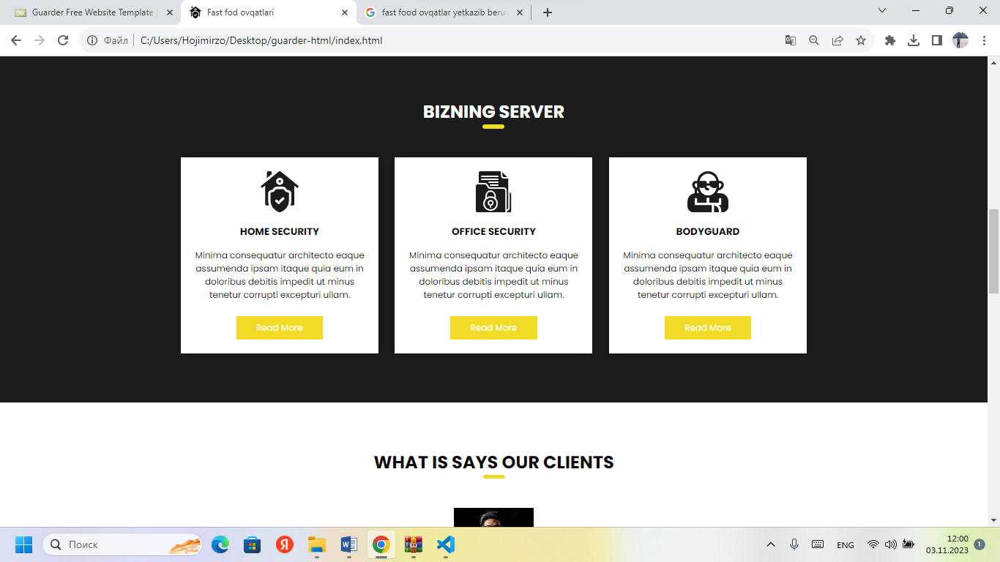 Guarder Free Website Template
Fast fod ovqatlari
fast food ovqatlar yetkazib beruv
Файл
C:/Users/Hojimirzo/Desktop/guarder-html/index.html
BIZNING SERVER
HOME SECURITY
Minima consequatur architecto eaque
assumenda ipsam itaque quia eum in
doloribus debitis impedit ut minus
tenetur corrupti excepturi ullam.
Read More
OFFICE SECURITY
Minima consequatur architecto eaque
assumenda ipsam itaque quia eum in
doloribus debitis impedit ut minus
tenetur corrupti excepturi ullam.
Read More
BODYGUARD
Minima consequatur architecto eaque
assumenda ipsam itaque quia eum in
doloribus debitis impedit ut minus
tenetur corrupti excepturi ullam.
Read More
WHAT IS SAYS OUR CLIENTS
Поиск
ENG
12:00
03.11.2023
1